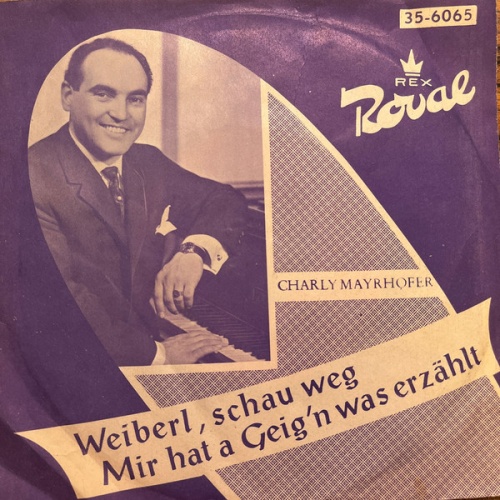 35-6065
REX
Royal
CHARLY MAYRHOFER
Weiberl, schau weg
Mir hat a Geig'n was erzählt